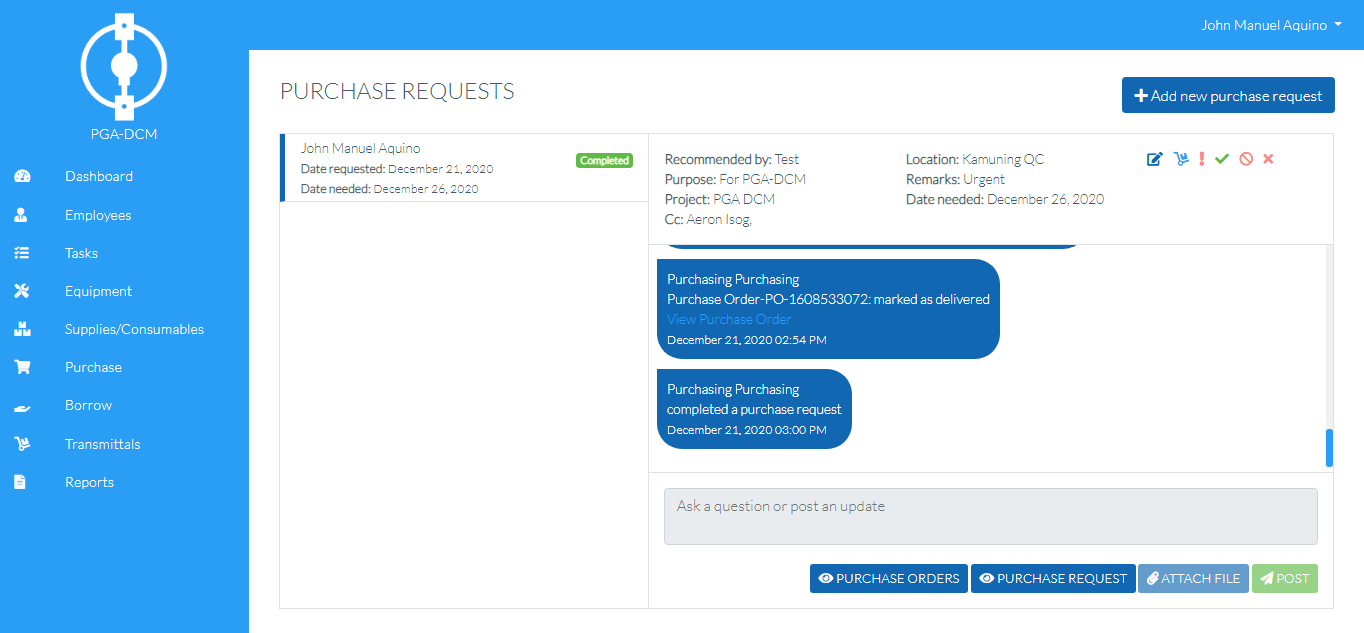 John Manuel Aquino
PGA-DCM
Dashboard
Employees
Tasks
Equipment
Supplies/Consumables
Purchase
Borrow
Transmittals
Reports
PURCHASE REQUESTS
Add new purchase request
John Manuel Aquino
Date requested: December 21, 2020
Date needed: December 26, 2020
Completed
Recommended by: Test
Purpose: For PGA-DCM
Project: PGA DCM
Cc: Aeron Isog,
Location: Kamuning QC
Remarks: Urgent
Date needed: December 26, 2020
Purchasing Purchasing
Purchase Order-PO-1608533072: marked as delivered
View Purchase Order
December 21, 2020 02:54 PM
Purchasing Purchasing
completed a purchase request
December 21, 2020 03:00 PM
Ask a question or post an update
PURCHASE ORDERS
PURCHASE REQUEST
ATTACH FILE
POST